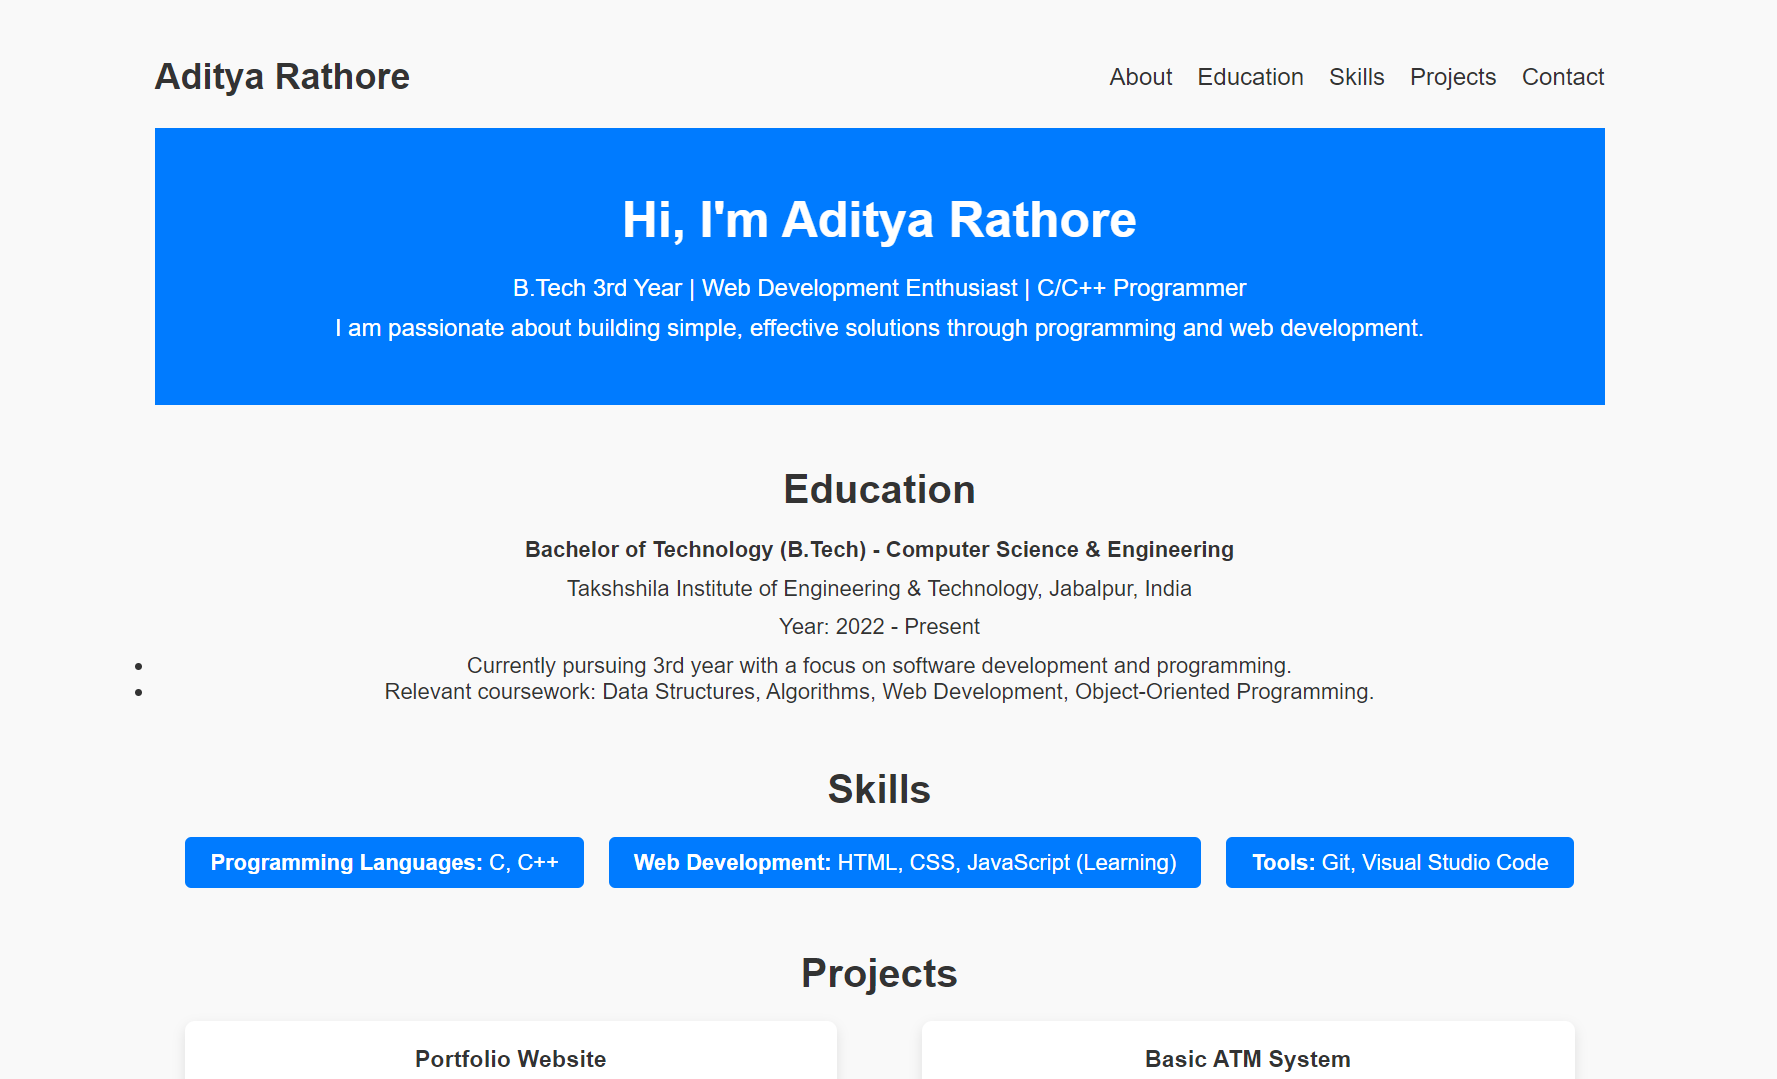 Aditya Rathore
About Education Skills Projects Contact
Hi, I'm Aditya Rathore
B.Tech 3rd Year | Web Development Enthusiast | C/C++ Programmer
I am passionate about building simple, effective solutions through programming and web development.
Education
Bachelor of Technology (B.Tech) - Computer Science & Engineering
Takshshila Institute of Engineering & Technology, Jabalpur, India
Year: 2022 - Present
• Currently pursuing 3rd year with a focus on software development and programming.
• Relevant coursework: Data Structures, Algorithms, Web Development, Object-Oriented Programming.
Skills
Programming Languages: C, C++
Web Development: HTML, CSS, JavaScript (Learning)
Tools: Git, Visual Studio Code
Projects
Portfolio Website
Basic ATM System